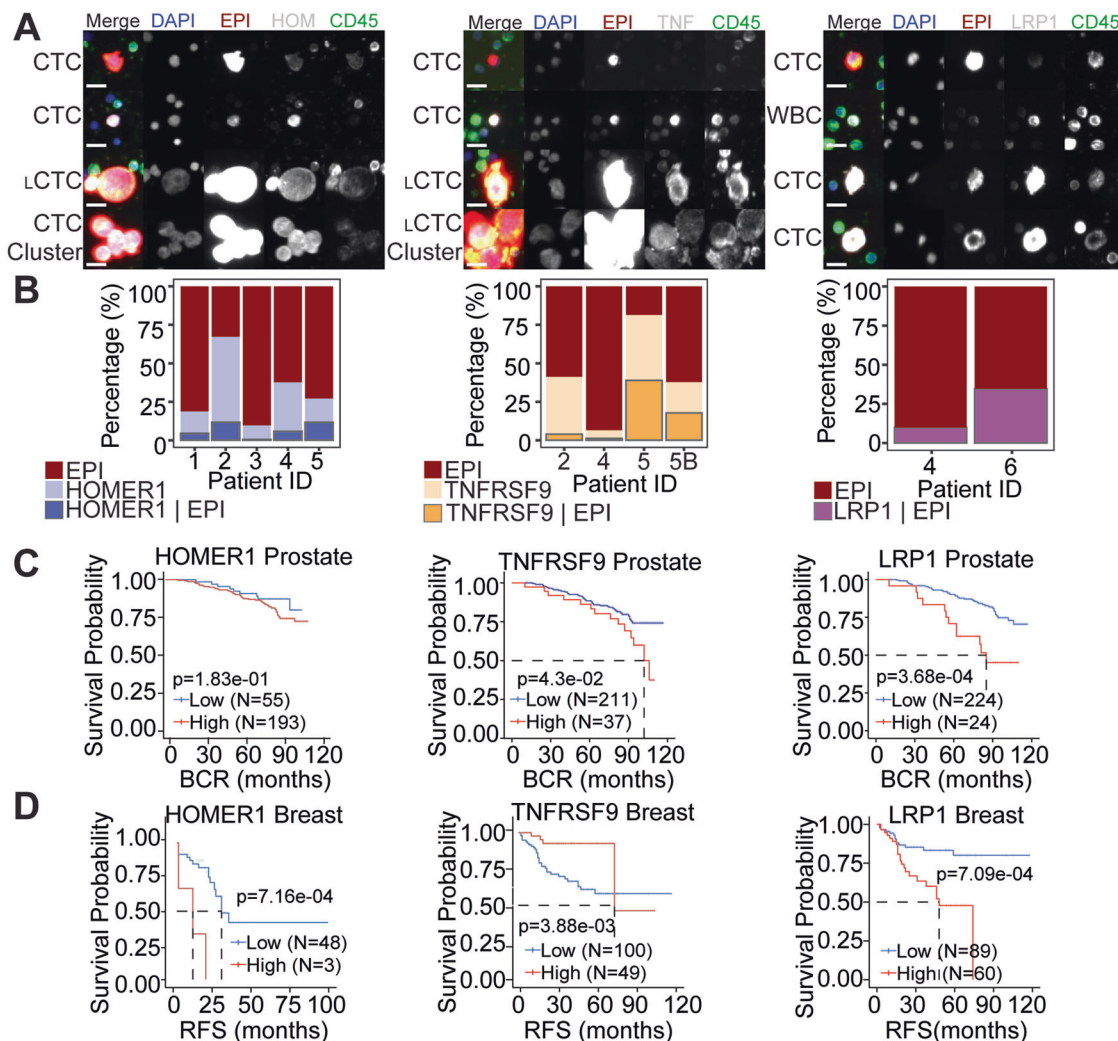 A
Merge DAPI EPI HOM CD45
CTC
CTC
LCTC
CTC
Cluster
Merge DAPI EPI TNF CD45
CTC
CTC
LCTC
LCTC
Cluster
Merge DAPI EPI LRP1 CD45
CTC
WBC
CTC
CTC
B
Percentage (%)
100
75
50
25
0
1 2 3 4 5
Patient ID
EPI
HOMER1
HOMER1 | EPI
Percentage (%)
100
75
50
25
0
2 4 5 5B
Patient ID
EPI
TNFRSF9
TNFRSF9 | EPI
Percentage (%)
100
75
50
25
0
4 6
Patient ID
EPI
LRP1 | EPI
C
HOMER1 Prostate
Survival Probability
1.00
0.75
0.50
0.25
0.00
p=1.83e-01
Low (N=55)
High (N=193)
0 30 60 90 120
BCR (months)
TNFRSF9 Prostate
Survival Probability
1.00
0.75
0.50
0.25
0.00
p=4.3e-02
Low (N=211)
High (N=37)
0 30 60 90 120
BCR (months)
LRP1 Prostate
Survival Probability
1.00
0.75
0.50
0.25
0.00
p=3.68e-04
Low (N=224)
High (N=24)
0 30 60 90 120
BCR (months)
D
HOMER1 Breast
Survival Probability
1.00
0.75
0.50
0.25
0.00
p=7.16e-04
Low (N=48)
High (N=3)
0 25 50 75 100
RFS (months)
TNFRSF9 Breast
Survival Probability
1.00
0.75
0.50
0.25
0.00
p=3.88e-03
Low (N=100)
High (N=49)
0 30 60 90 120
RFS (months)
LRP1 Breast
Survival Probability
1.00
0.75
0.50
0.25
0.00
p=7.09e-04
Low (N=89)
High (N=60)
0 30 60 90 120
RFS(months)